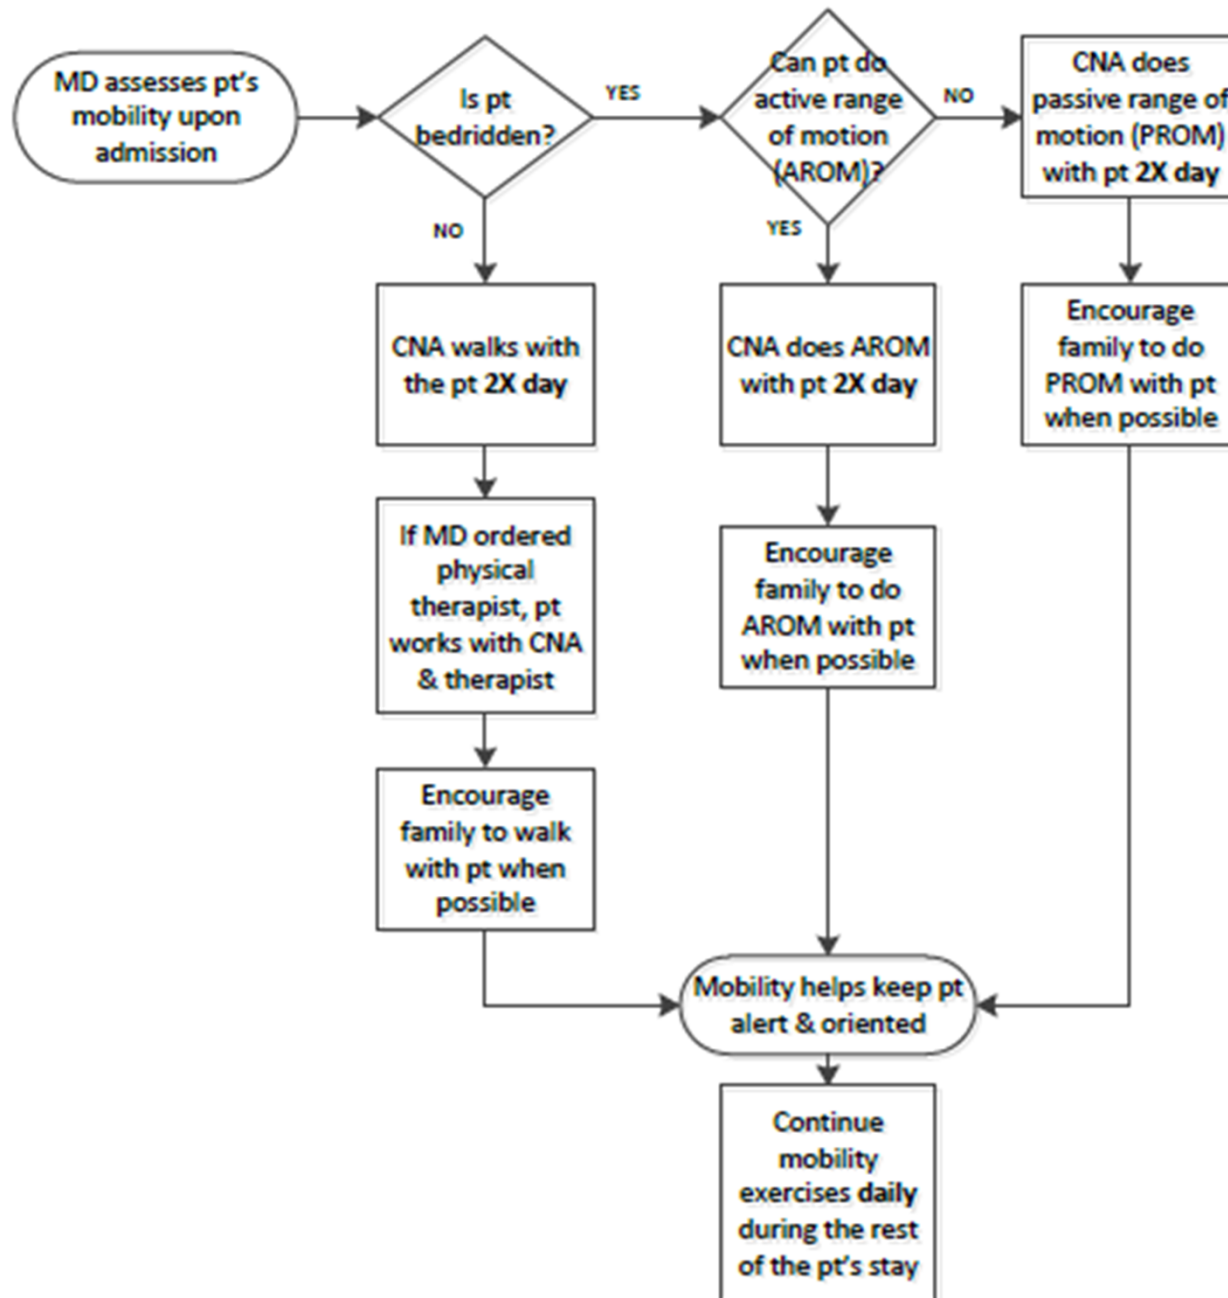 MD assesses pt's
mobility upon
admission
Is pt
bedridden?
YES
Can pt do
active range
of motion
(AROM)?
NO
CNA does
passive range of
motion (PROM)
with pt 2X day
NO
YES
CNA walks with
the pt 2X day
CNA does AROM
with pt 2X day
Encourage
family to do
PROM with pt
when possible
If MD ordered
physical
therapist, pt
works with CNA
& therapist
Encourage
family to do
AROM with pt
when possible
Encourage
family to walk
with pt when
possible
Mobility helps keep pt
alert & oriented
Continue
mobility
exercises daily
during the rest
of the pt's stay